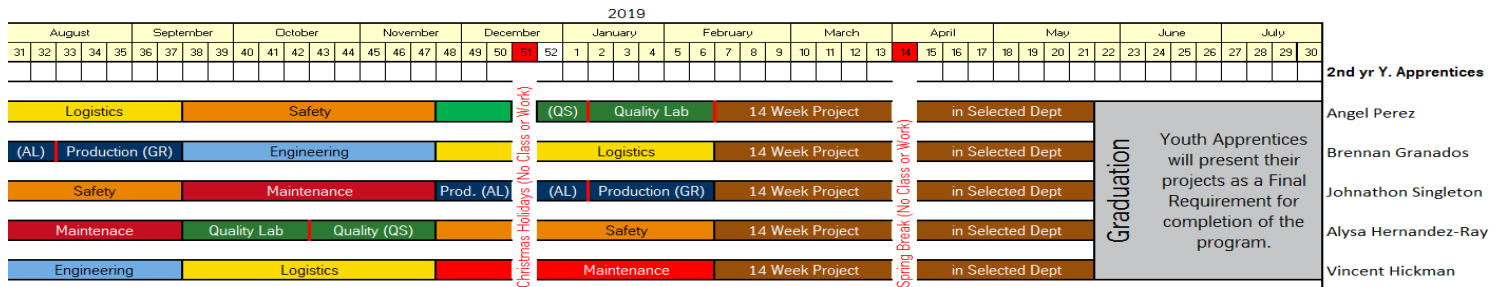 2019
August September October November December January February March April May June July
31 32 33 34 35 36 37 38 39 40 41 42 43 44 45 46 47 48 49 50 51 52 1 2 3 4 5 6 7 8 9 10 11 12 13 14 15 16 17 18 19 20 21 22 23 24 25 26 27 28 29 30
2nd yr Y. Apprentices
Logistics Safety (QS) Quality Lab 14 Week Project in Selected Dept Angel Perez
(AL) Production (GR) Engineering Logistics 14 Week Project in Selected Dept Brennan Granados
Safety Maintenance Prod. (AL) (AL) Production (GR) 14 Week Project in Selected Dept Johnathon Singleton
Maintenace Quality Lab Quality (QS) Safety 14 Week Project in Selected Dept Alysa Hernandez-Ray
Engineering Logistics Maintenance 14 Week Project in Selected Dept Vincent Hickman
Christmas Holidays (No Class or Work)
Spring Break (No Class or Work)
Graduation
Youth Apprentices
will present their
projects as a Final
Requirement for
completion of the
program.